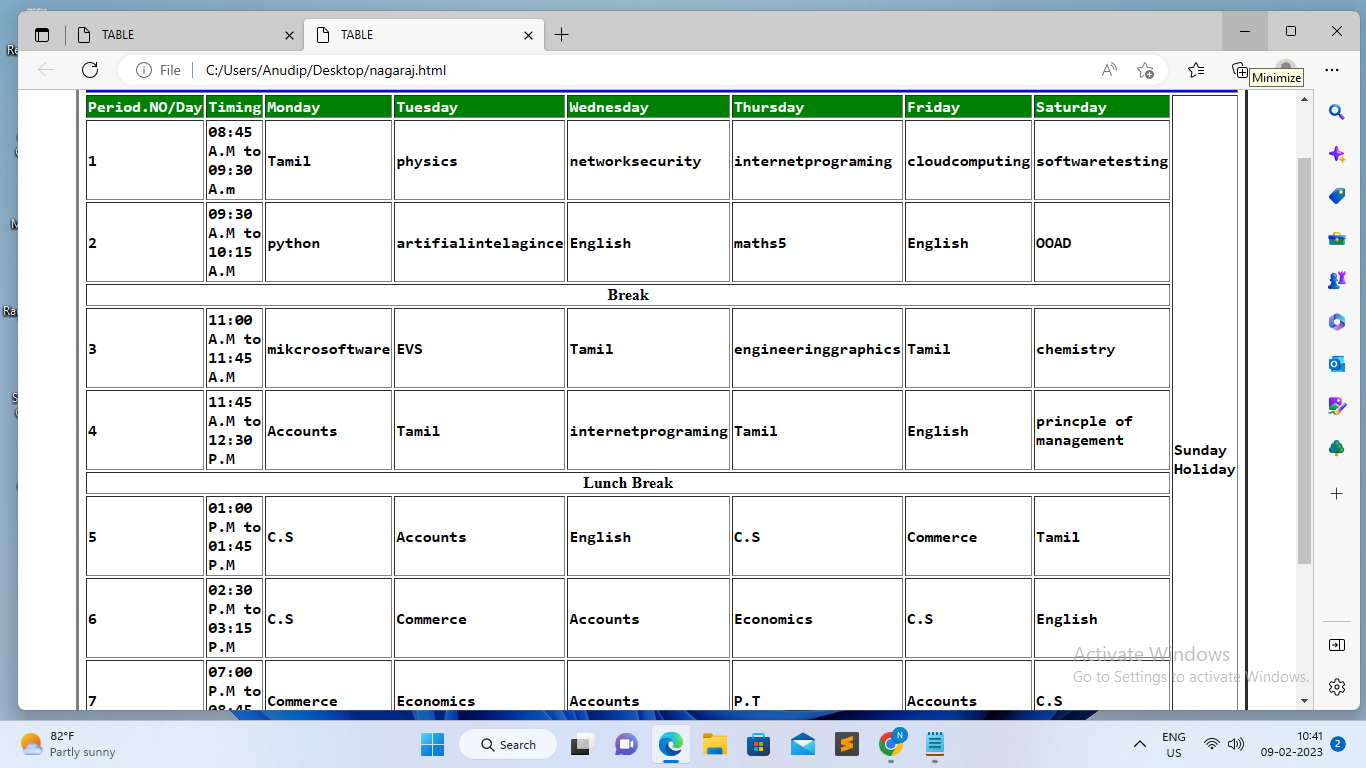 TABLE
TABLE
File
C:/Users/Anudip/Desktop/nagaraj.html
Minimize
Period.NO/Day Timing Monday Tuesday Wednesday Thursday Friday Saturday
1
08:45
A.M to
09:30
A.m
Tamil physics networksecurity internetprograming cloudcomputing softwaretesting
2
09:30
A.M to
10:15
A.M
python artifialintelagince English maths5 English OOAD
Break
3
11:00
A.M to
11:45
A.M
mikcrosoftware EVS Tamil engineeringgraphics Tamil chemistry
4
11:45
A.M to
12:30
P.M
Accounts Tamil internetprograming Tamil English
princple of
management
Sunday
Holiday
Lunch Break
5
01:00
P.M to
01:45
P.M
C.S Accounts English C.S Commerce Tamil
6
02:30
P.M to
03:15
P.M
C.S Commerce Accounts Economics C.S English
7
07:00
P.M to
Commerce Economics Accounts P.T Accounts C.S
Activate Windows
Go to Settings to activate Windows.
82°F
Partly sunny
Search
N
ENG
US
10:41
09-02-2023
2